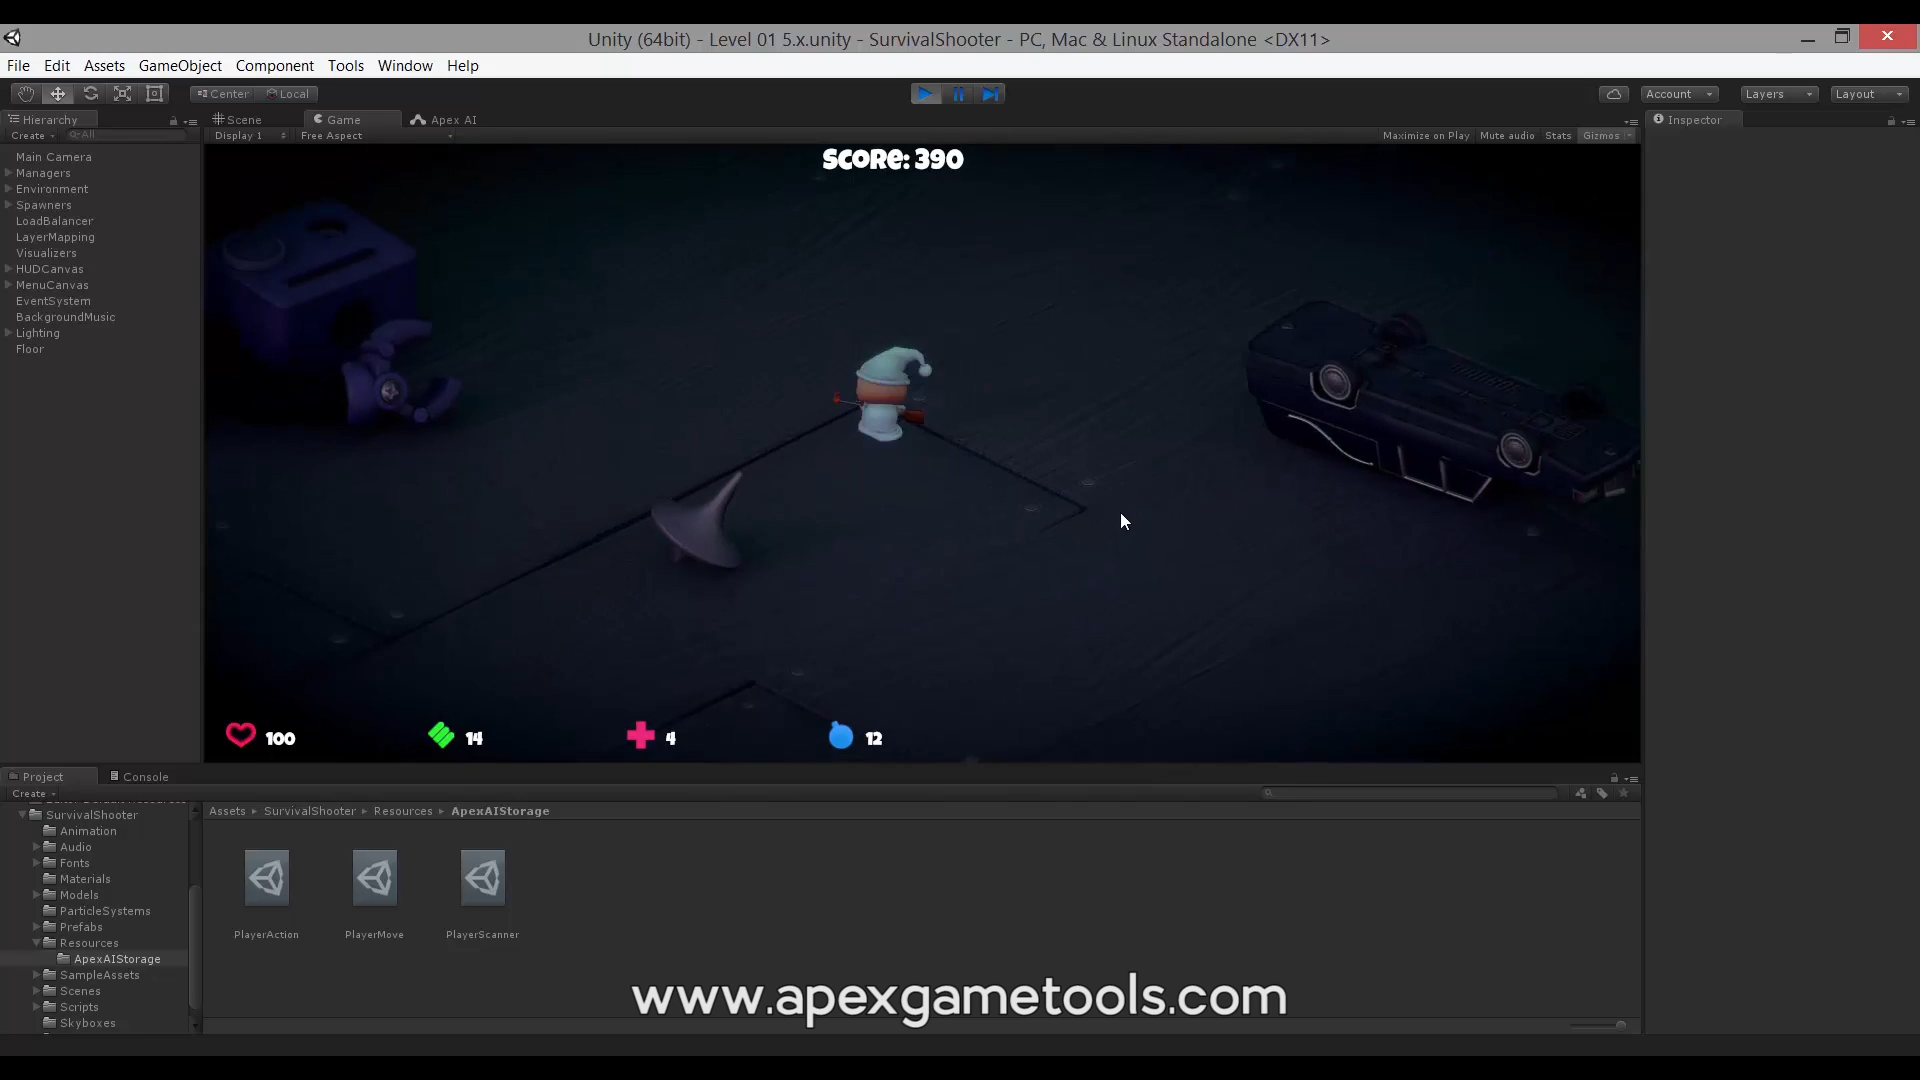 Unity (64bit) - Level 01 5.x.unity - SurvivalShooter - PC, Mac & Linux Standalone <DX11>
File Edit Assets GameObject Component Tools Window Help
Center Local Account Layers Layout
Hierarchy Scene Game Apex AI Inspector
Create All Display 1 Free Aspect Maximize on Play Mute audio Stats Gizmos
SCORE: 390
Main Camera
Managers
Environment
Spawners
LoadBalancer
LayerMapping
Visualizers
HUDCanvas
MenuCanvas
EventSystem
BackgroundMusic
Lighting
Floor
100 14 4 12
Project Console
Create
Assets SurvivalShooter Resources ApexAIStorage
SurvivalShooter
Animation
Audio
Fonts
Materials
Models
ParticleSystems
Prefabs
Resources
ApexAIStorage
SampleAssets
Scenes
Scripts
Skyboxes
PlayerAction PlayerMove PlayerScanner
www.apexgametools.com